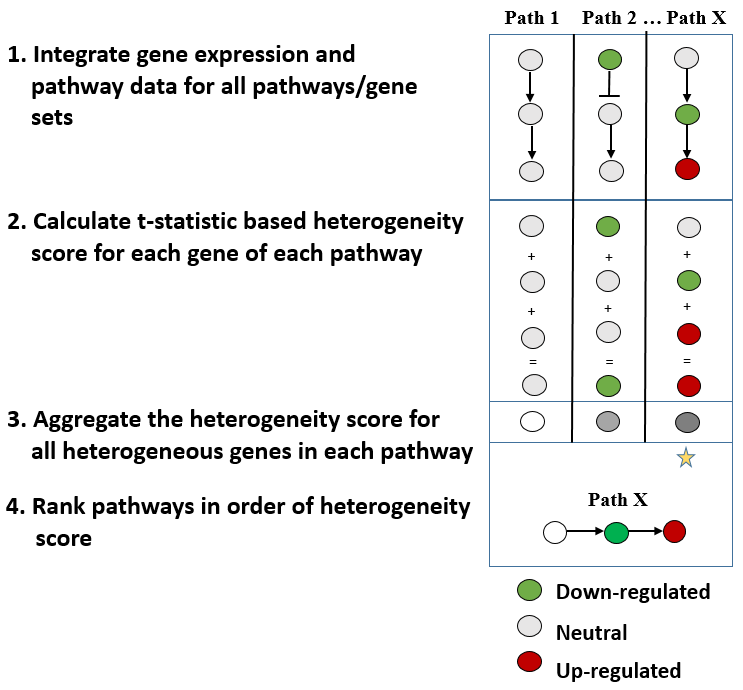 Path 1 Path 2 ... Path X
1. Integrate gene expression and
pathway data for all pathways/gene
sets
2. Calculate t-statistic based heterogeneity
score for each gene of each pathway
+ + +
+ + +
= = =
3. Aggregate the heterogeneity score for
all heterogeneous genes in each pathway
4. Rank pathways in order of heterogeneity
score
Path X
Down-regulated
Neutral
Up-regulated